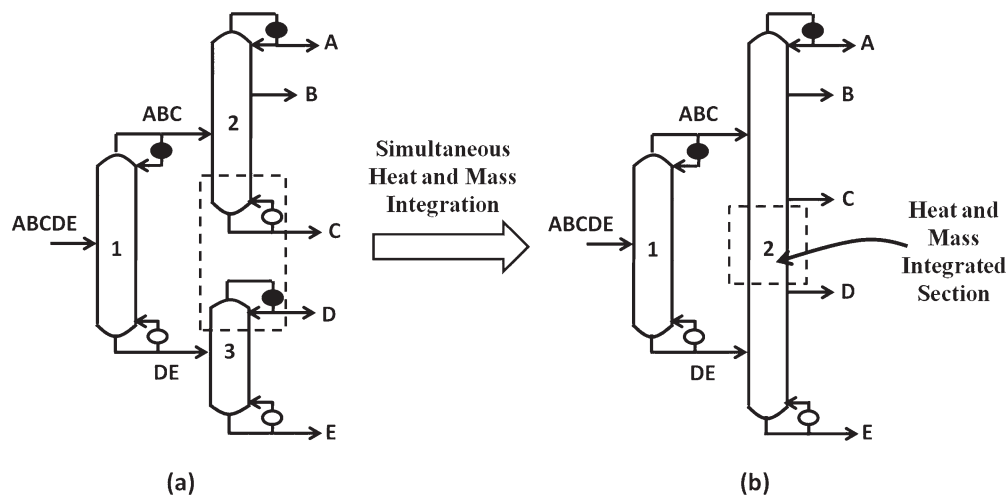 A
B
ABC
2
ABCDE
1
C
D
3
DE
E
(a)
Simultaneous
Heat and Mass
Integration
A
B
ABC
C
ABCDE
1
2
Heat and
Mass
Integrated
Section
D
DE
E
(b)